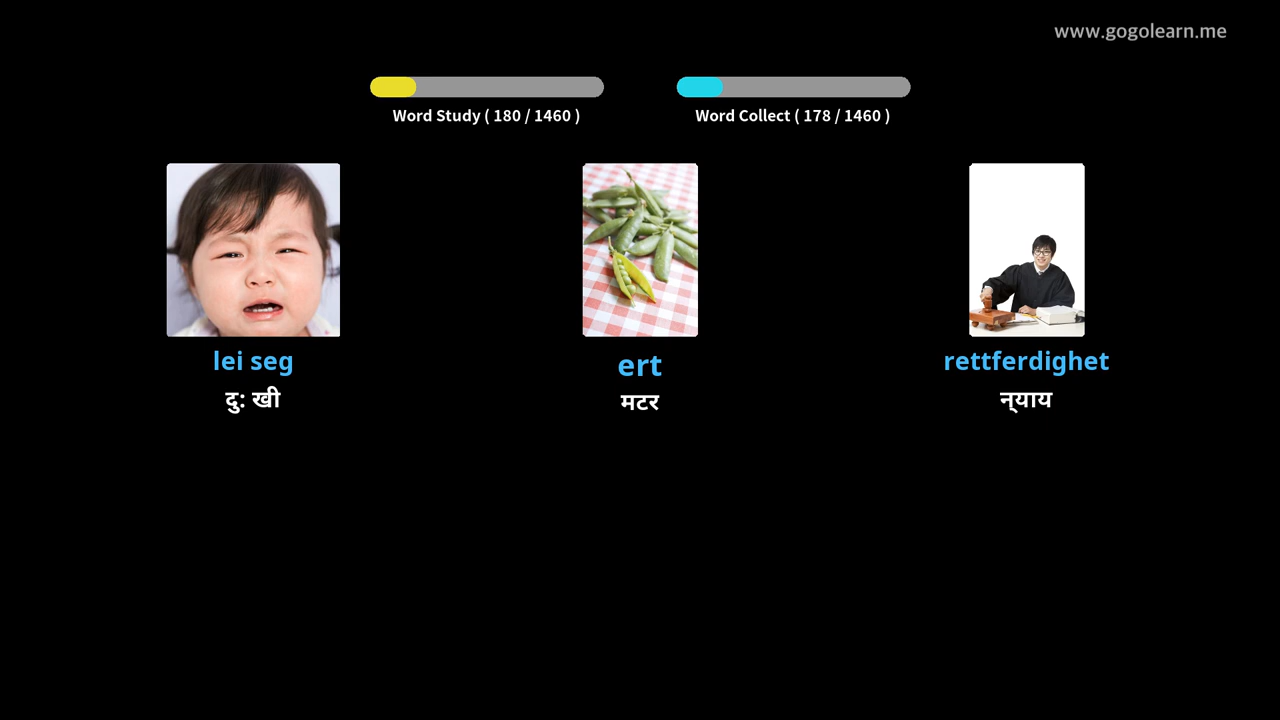 www.gogolearn.me
Word Study ( 180 / 1460 )
Word Collect ( 178 / 1460 )
lei seg
ert
rettferdighet
दु: खी
मटर
न्‌याय